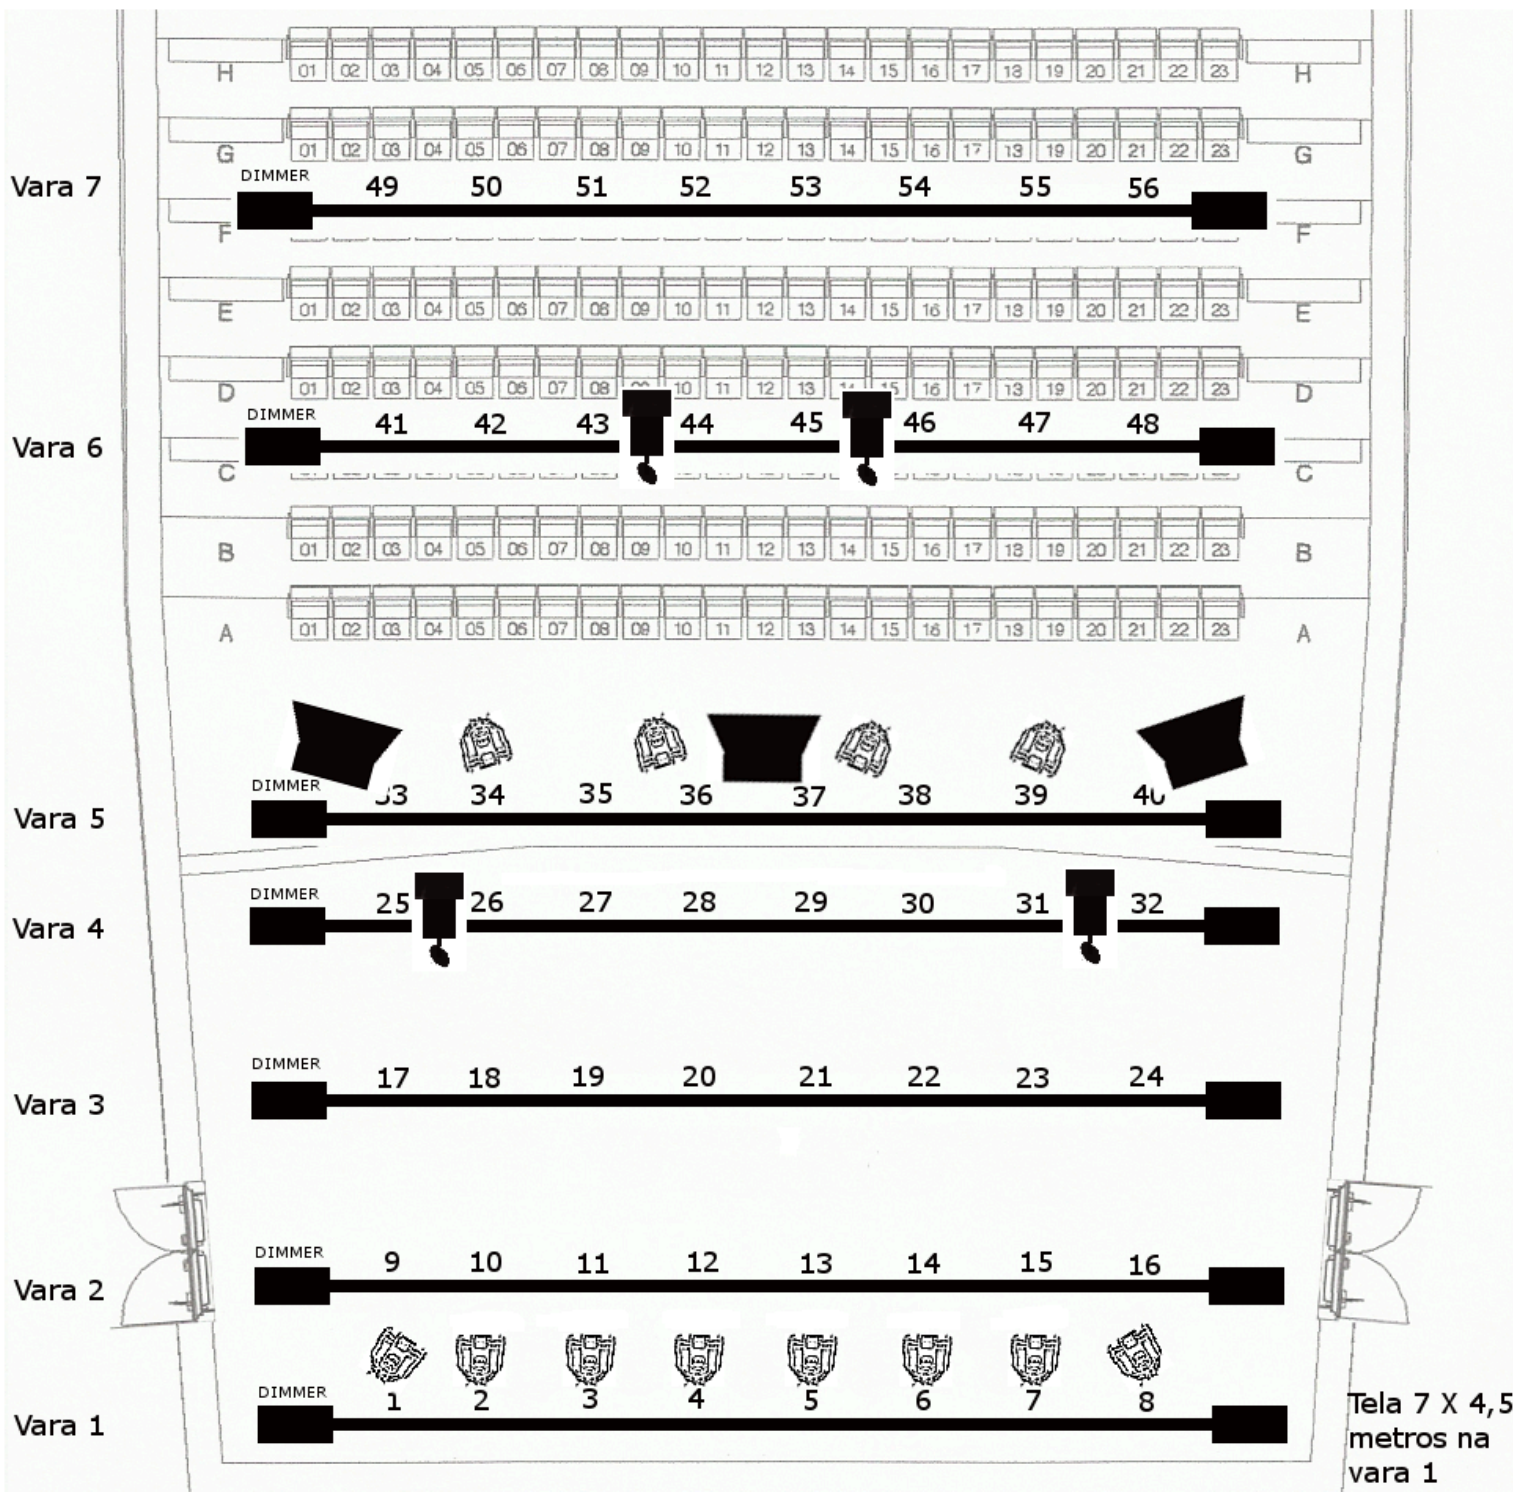 H 01 02 03 04 05 06 07 08 09 10 11 12 13 14 15 16 17 18 19 20 21 22 23 H
G 01 02 03 04 05 06 07 08 09 10 11 12 13 14 15 16 17 18 19 20 21 22 23 G
DIMMER
Vara 7 49 50 51 52 53 54 55 56
F F
E 01 02 03 04 05 06 07 08 09 10 11 12 13 14 15 16 17 18 19 20 21 22 23 E
D 01 02 03 04 05 06 07 08 10 11 12 13 15 16 17 18 19 20 21 22 23 D
DIMMER
Vara 6 41 42 43 44 45 46 47 48
C C
B 01 02 03 04 05 06 07 08 09 10 11 12 13 14 15 16 17 18 19 20 21 22 23 B
A 01 02 03 04 05 06 07 08 09 10 11 12 13 14 15 16 17 18 19 20 21 22 23 A
DIMMER
Vara 5 33 34 35 36 37 38 39 40
DIMMER
Vara 4 25 26 27 28 29 30 31 32
DIMMER
Vara 3 17 18 19 20 21 22 23 24
DIMMER
Vara 2 9 10 11 12 13 14 15 16
DIMMER
Vara 1 1 2 3 4 5 6 7 8
Tela 7 X 4,5
metros na
vara 1